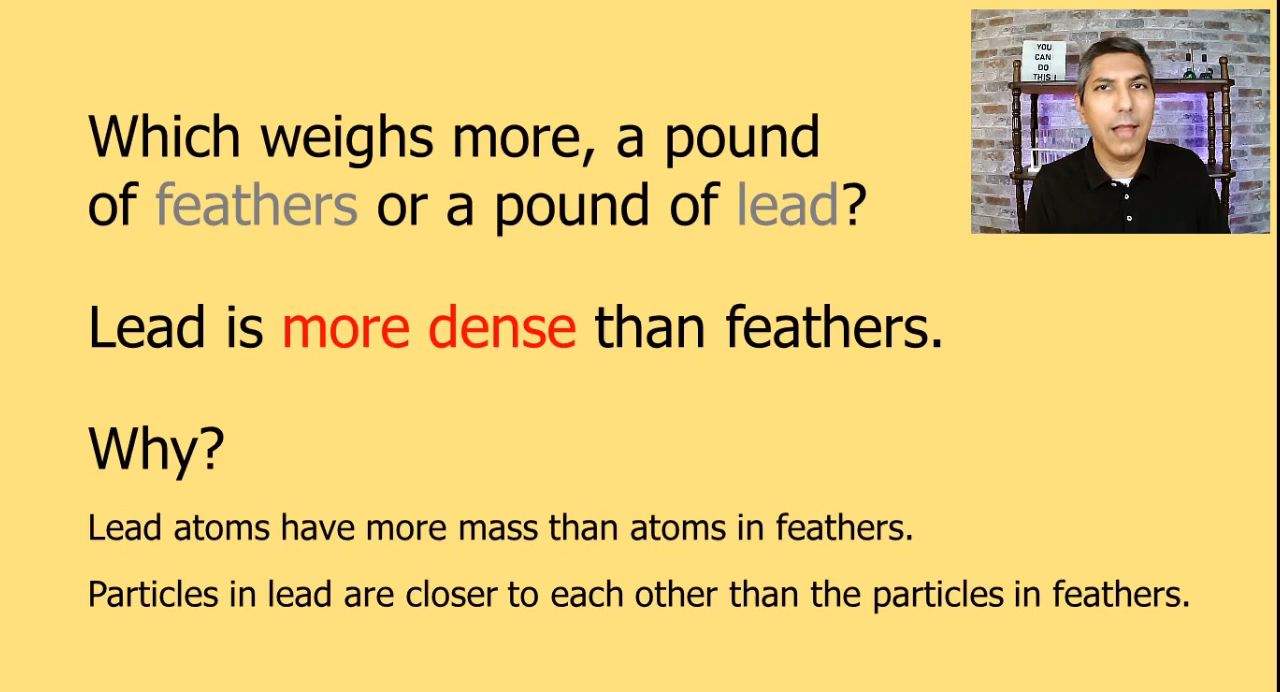 Which weighs more, a pound
of feathers or a pound of lead?
Lead is more dense than feathers.
Why?
Lead atoms have more mass than atoms in feathers.
Particles in lead are closer to each other than the particles in feathers.
YOU
CAN
DO
THIS !